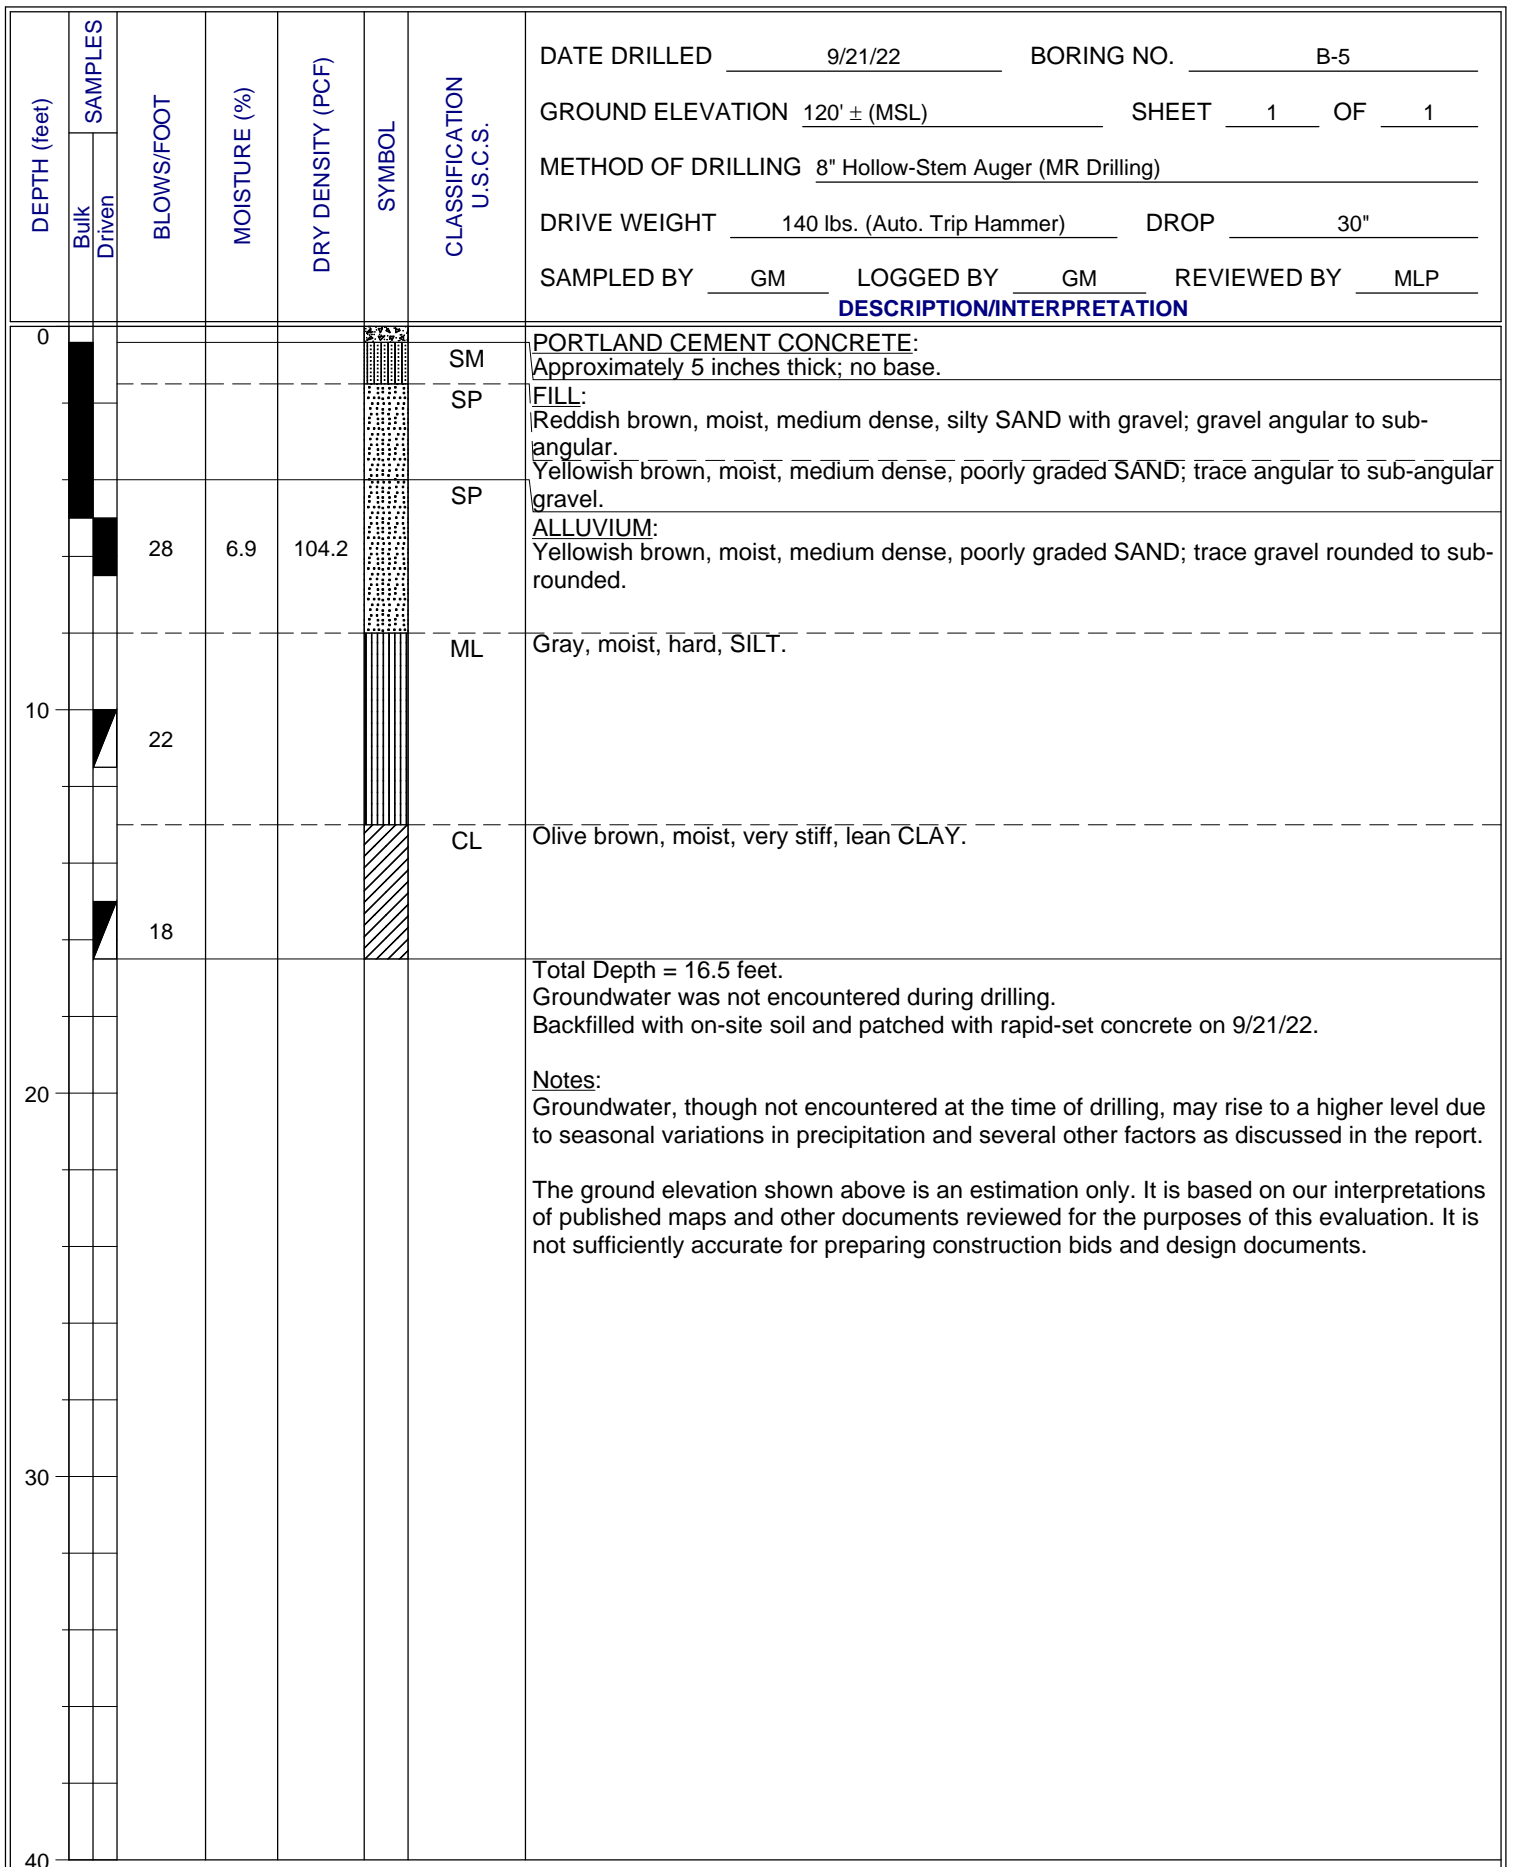 DEPTH (feet)
SAMPLES
Bulk
Driven
BLOWS/FOOT
MOISTURE (%)
DRY DENSITY (PCF)
SYMBOL
CLASSIFICATION
U.S.C.S.
DATE DRILLED 9/21/22 BORING NO. B-5
GROUND ELEVATION 120' ± (MSL) SHEET 1 OF 1
METHOD OF DRILLING 8" Hollow-Stem Auger (MR Drilling)
DRIVE WEIGHT 140 lbs. (Auto. Trip Hammer) DROP 30"
SAMPLED BY GM LOGGED BY GM REVIEWED BY MLP
DESCRIPTION/INTERPRETATION
0
PORTLAND CEMENT CONCRETE:
SM
Approximately 5 inches thick; no base.
SP
FILL:
Reddish brown, moist, medium dense, silty SAND with gravel; gravel angular to sub-
angular.
Yellowish brown, moist, medium dense, poorly graded SAND; trace angular to sub-angular
SP
gravel.
ALLUVIUM:
28 6.9 104.2
Yellowish brown, moist, medium dense, poorly graded SAND; trace gravel rounded to sub-
rounded.
ML
Gray, moist, hard, SILT.
10
22
CL
Olive brown, moist, very stiff, lean CLAY.
18
Total Depth = 16.5 feet.
Groundwater was not encountered during drilling.
Backfilled with on-site soil and patched with rapid-set concrete on 9/21/22.
Notes:
20
Groundwater, though not encountered at the time of drilling, may rise to a higher level due
to seasonal variations in precipitation and several other factors as discussed in the report.
The ground elevation shown above is an estimation only. It is based on our interpretations
of published maps and other documents reviewed for the purposes of this evaluation. It is
not sufficiently accurate for preparing construction bids and design documents.
30
40